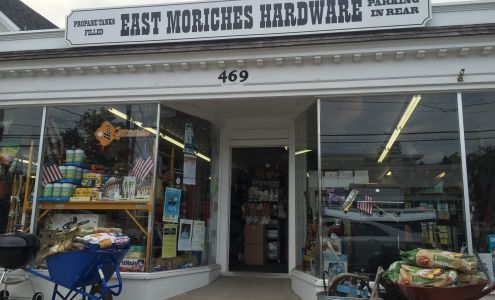 PROPANE TANKS
FILLED
EAST MORICHES HARDWARE
PARKING
IN REAR
469